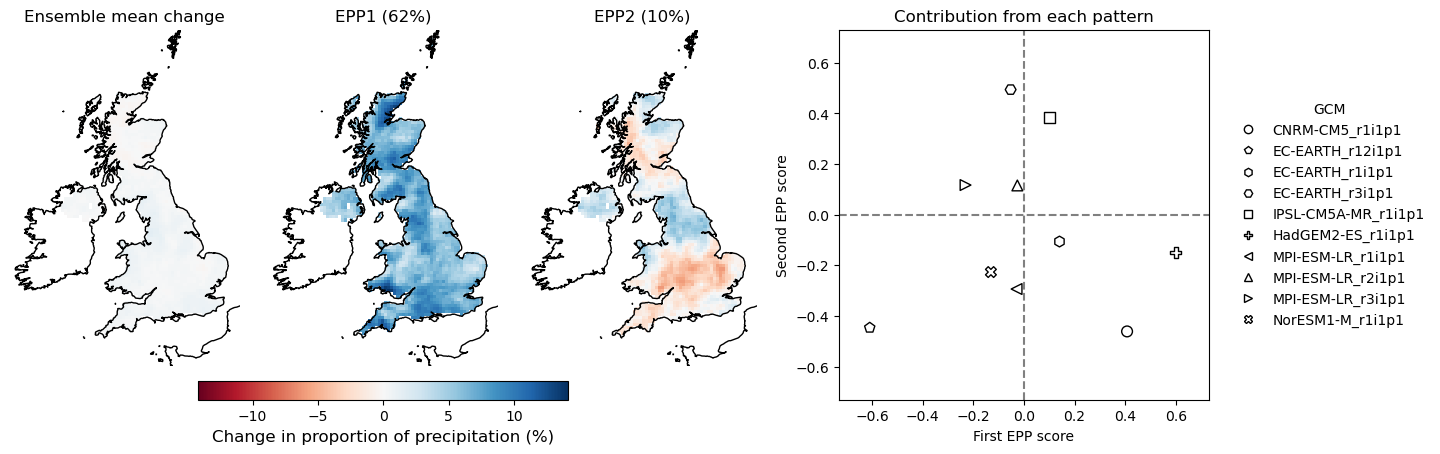 Ensemble mean change
EPP1 (62%)
EPP2 (10%)
Contribution from each pattern
−10
−5
0
5
10
Change in proportion of precipitation (%)
Second EPP score
0.6
0.4
0.2
0.0
−0.2
−0.4
−0.6
−0.6
−0.4
−0.2
0.0
0.2
0.4
0.6
First EPP score
GCM
CNRM-CM5_r1i1p1
EC-EARTH_r12i1p1
EC-EARTH_r1i1p1
EC-EARTH_r3i1p1
IPSL-CM5A-MR_r1i1p1
HadGEM2-ES_r1i1p1
MPI-ESM-LR_r1i1p1
MPI-ESM-LR_r2i1p1
MPI-ESM-LR_r3i1p1
NorESM1-M_r1i1p1